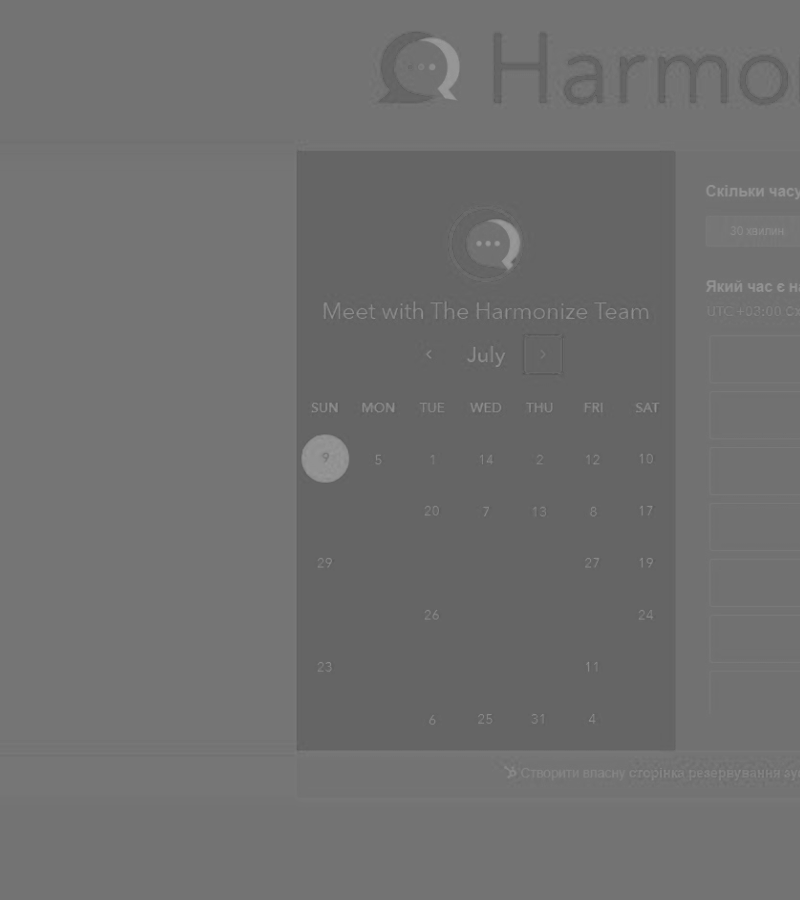 Harmo
Скільки часу
30 хвилин
Meet with The Harmonize Team
Який час є
UTC +03:00
July
SUN MON TUE WED THU FRI SAT
9 5 1 14 2 12 10
20 7 13 8 17
29 27 19
26 24
23 11
6 25 31 4
Створити власну сторінку резервування